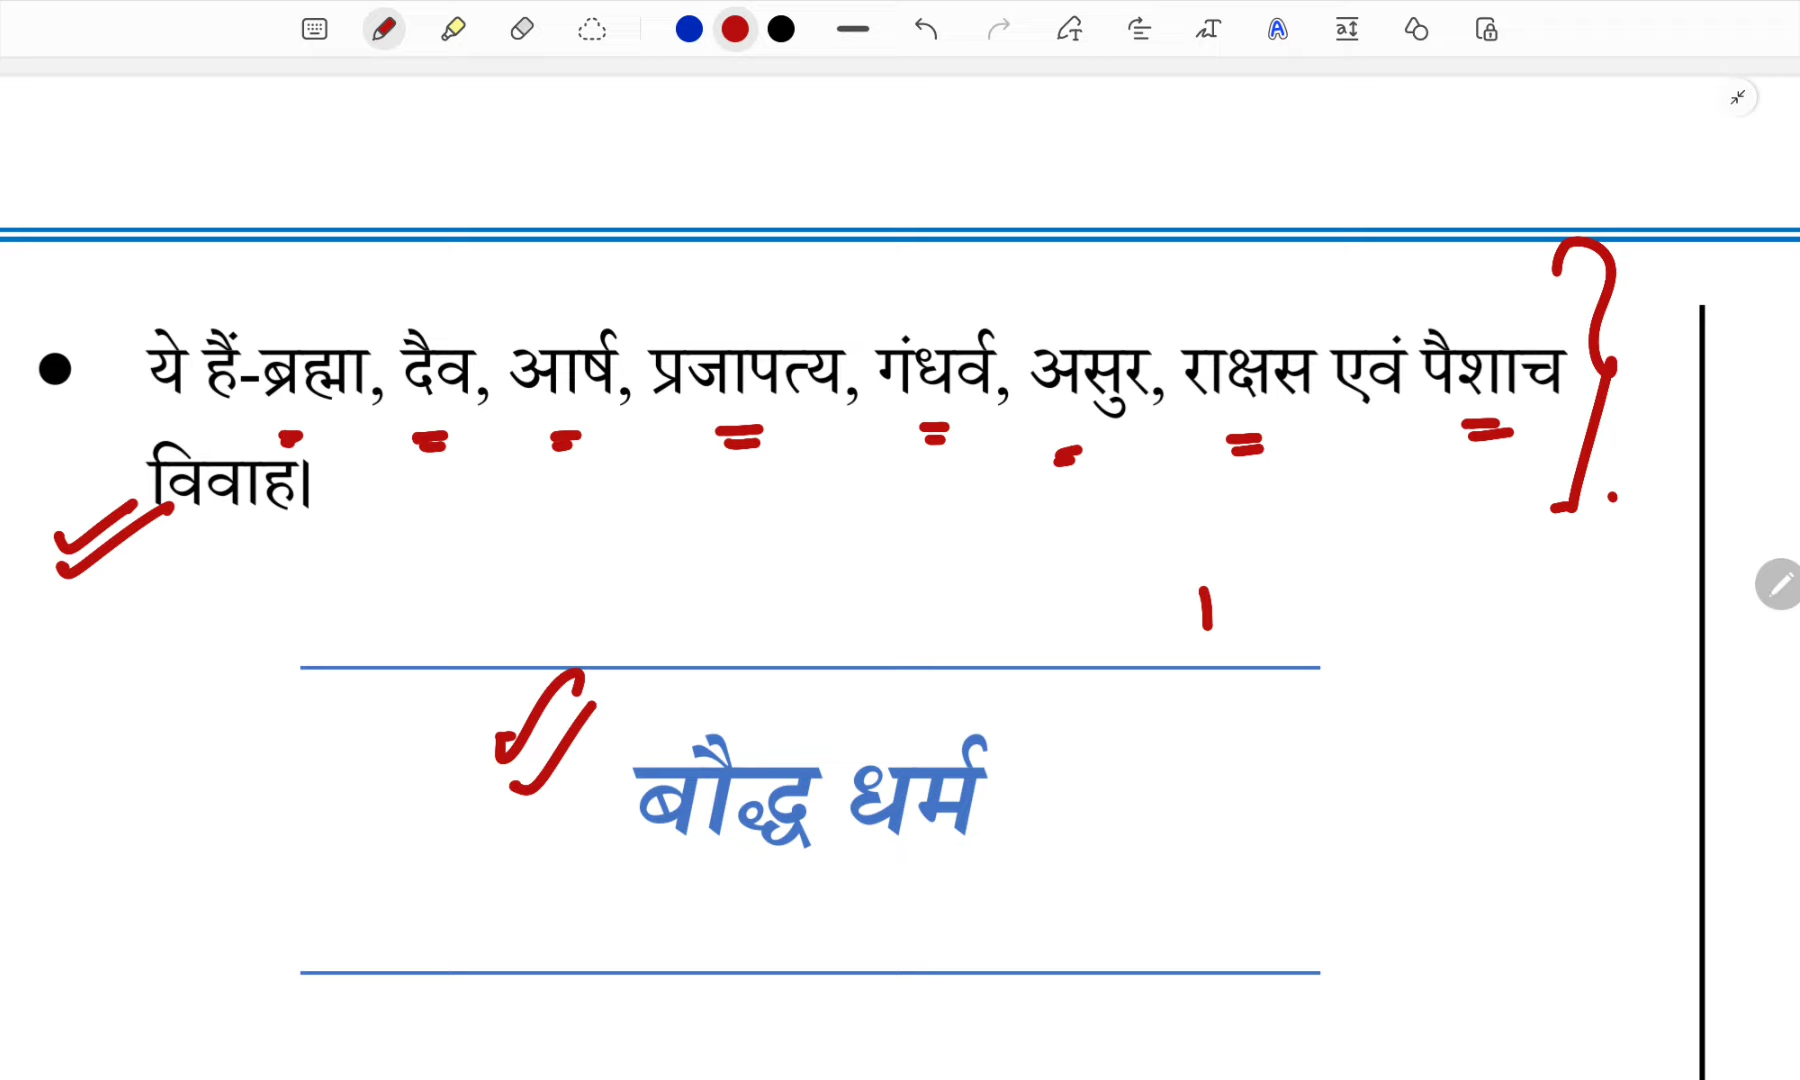 ● ये हैं-ब्रह्मा, दैव, आर्ष, प्रजापत्य, गंधर्व, असुर, राक्षस एवं पैशाच
विवाह।
बौद्ध धर्म